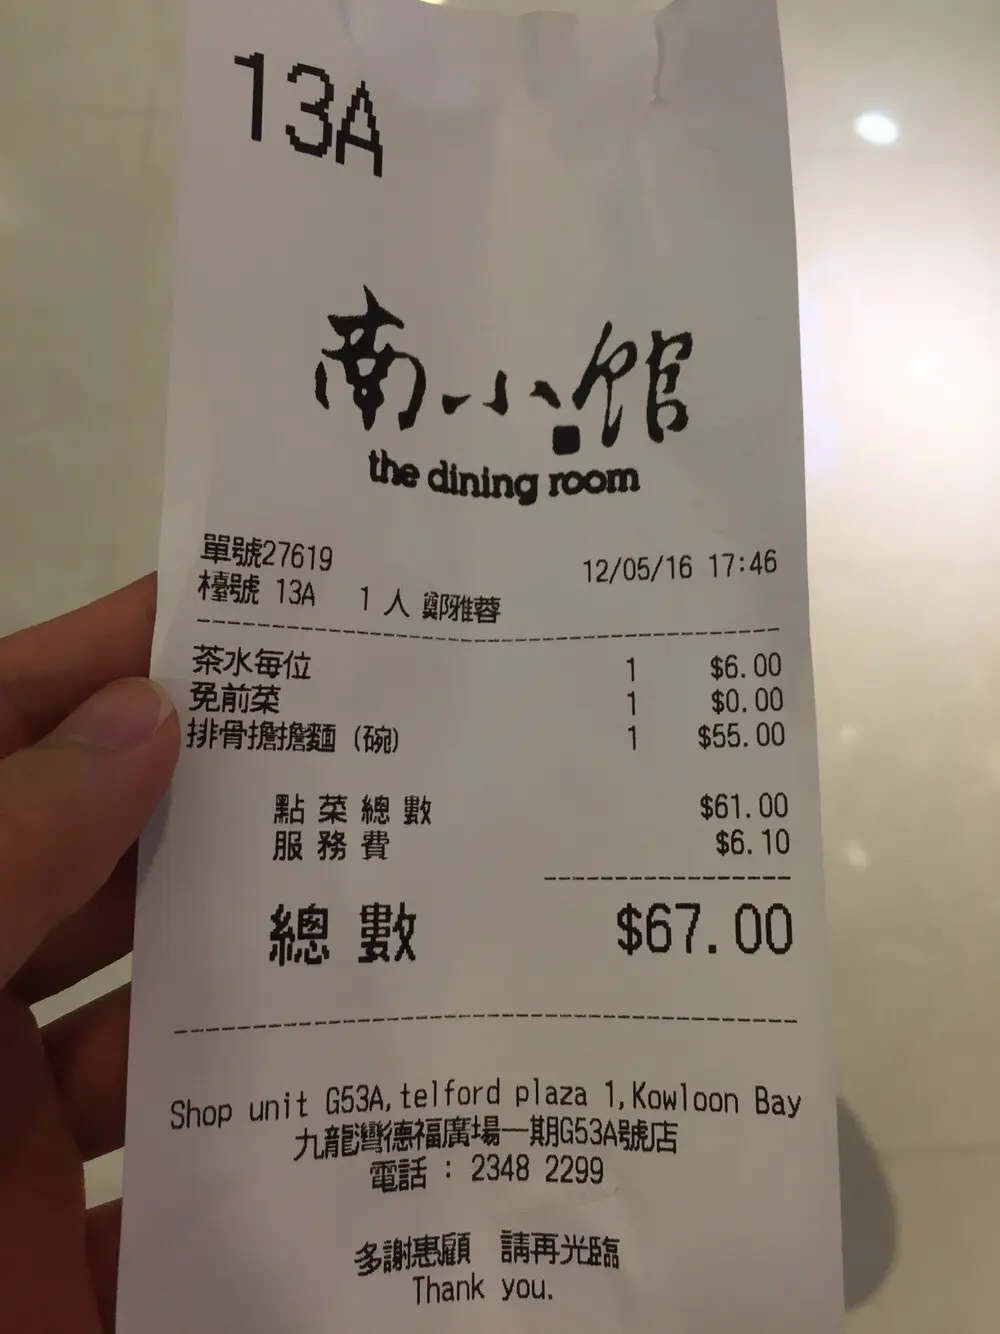 13A
南小館
the dining room
單號27619 12/05/16 17:46
檯號 13A 1 人 鄭雅蓉
茶水每位 1 $6.00
免前菜 1 $0.00
排骨擔擔麵 (碗) 1 $55.00
點菜總數 $61.00
服務費 $6.10
總數 $67.00
Shop unit G53A,telford plaza 1,Kowloon Bay
九龍灣德福廣場一期G53A號店
電話 : 2348 2299
多謝惠顧 請再光臨
Thank you.